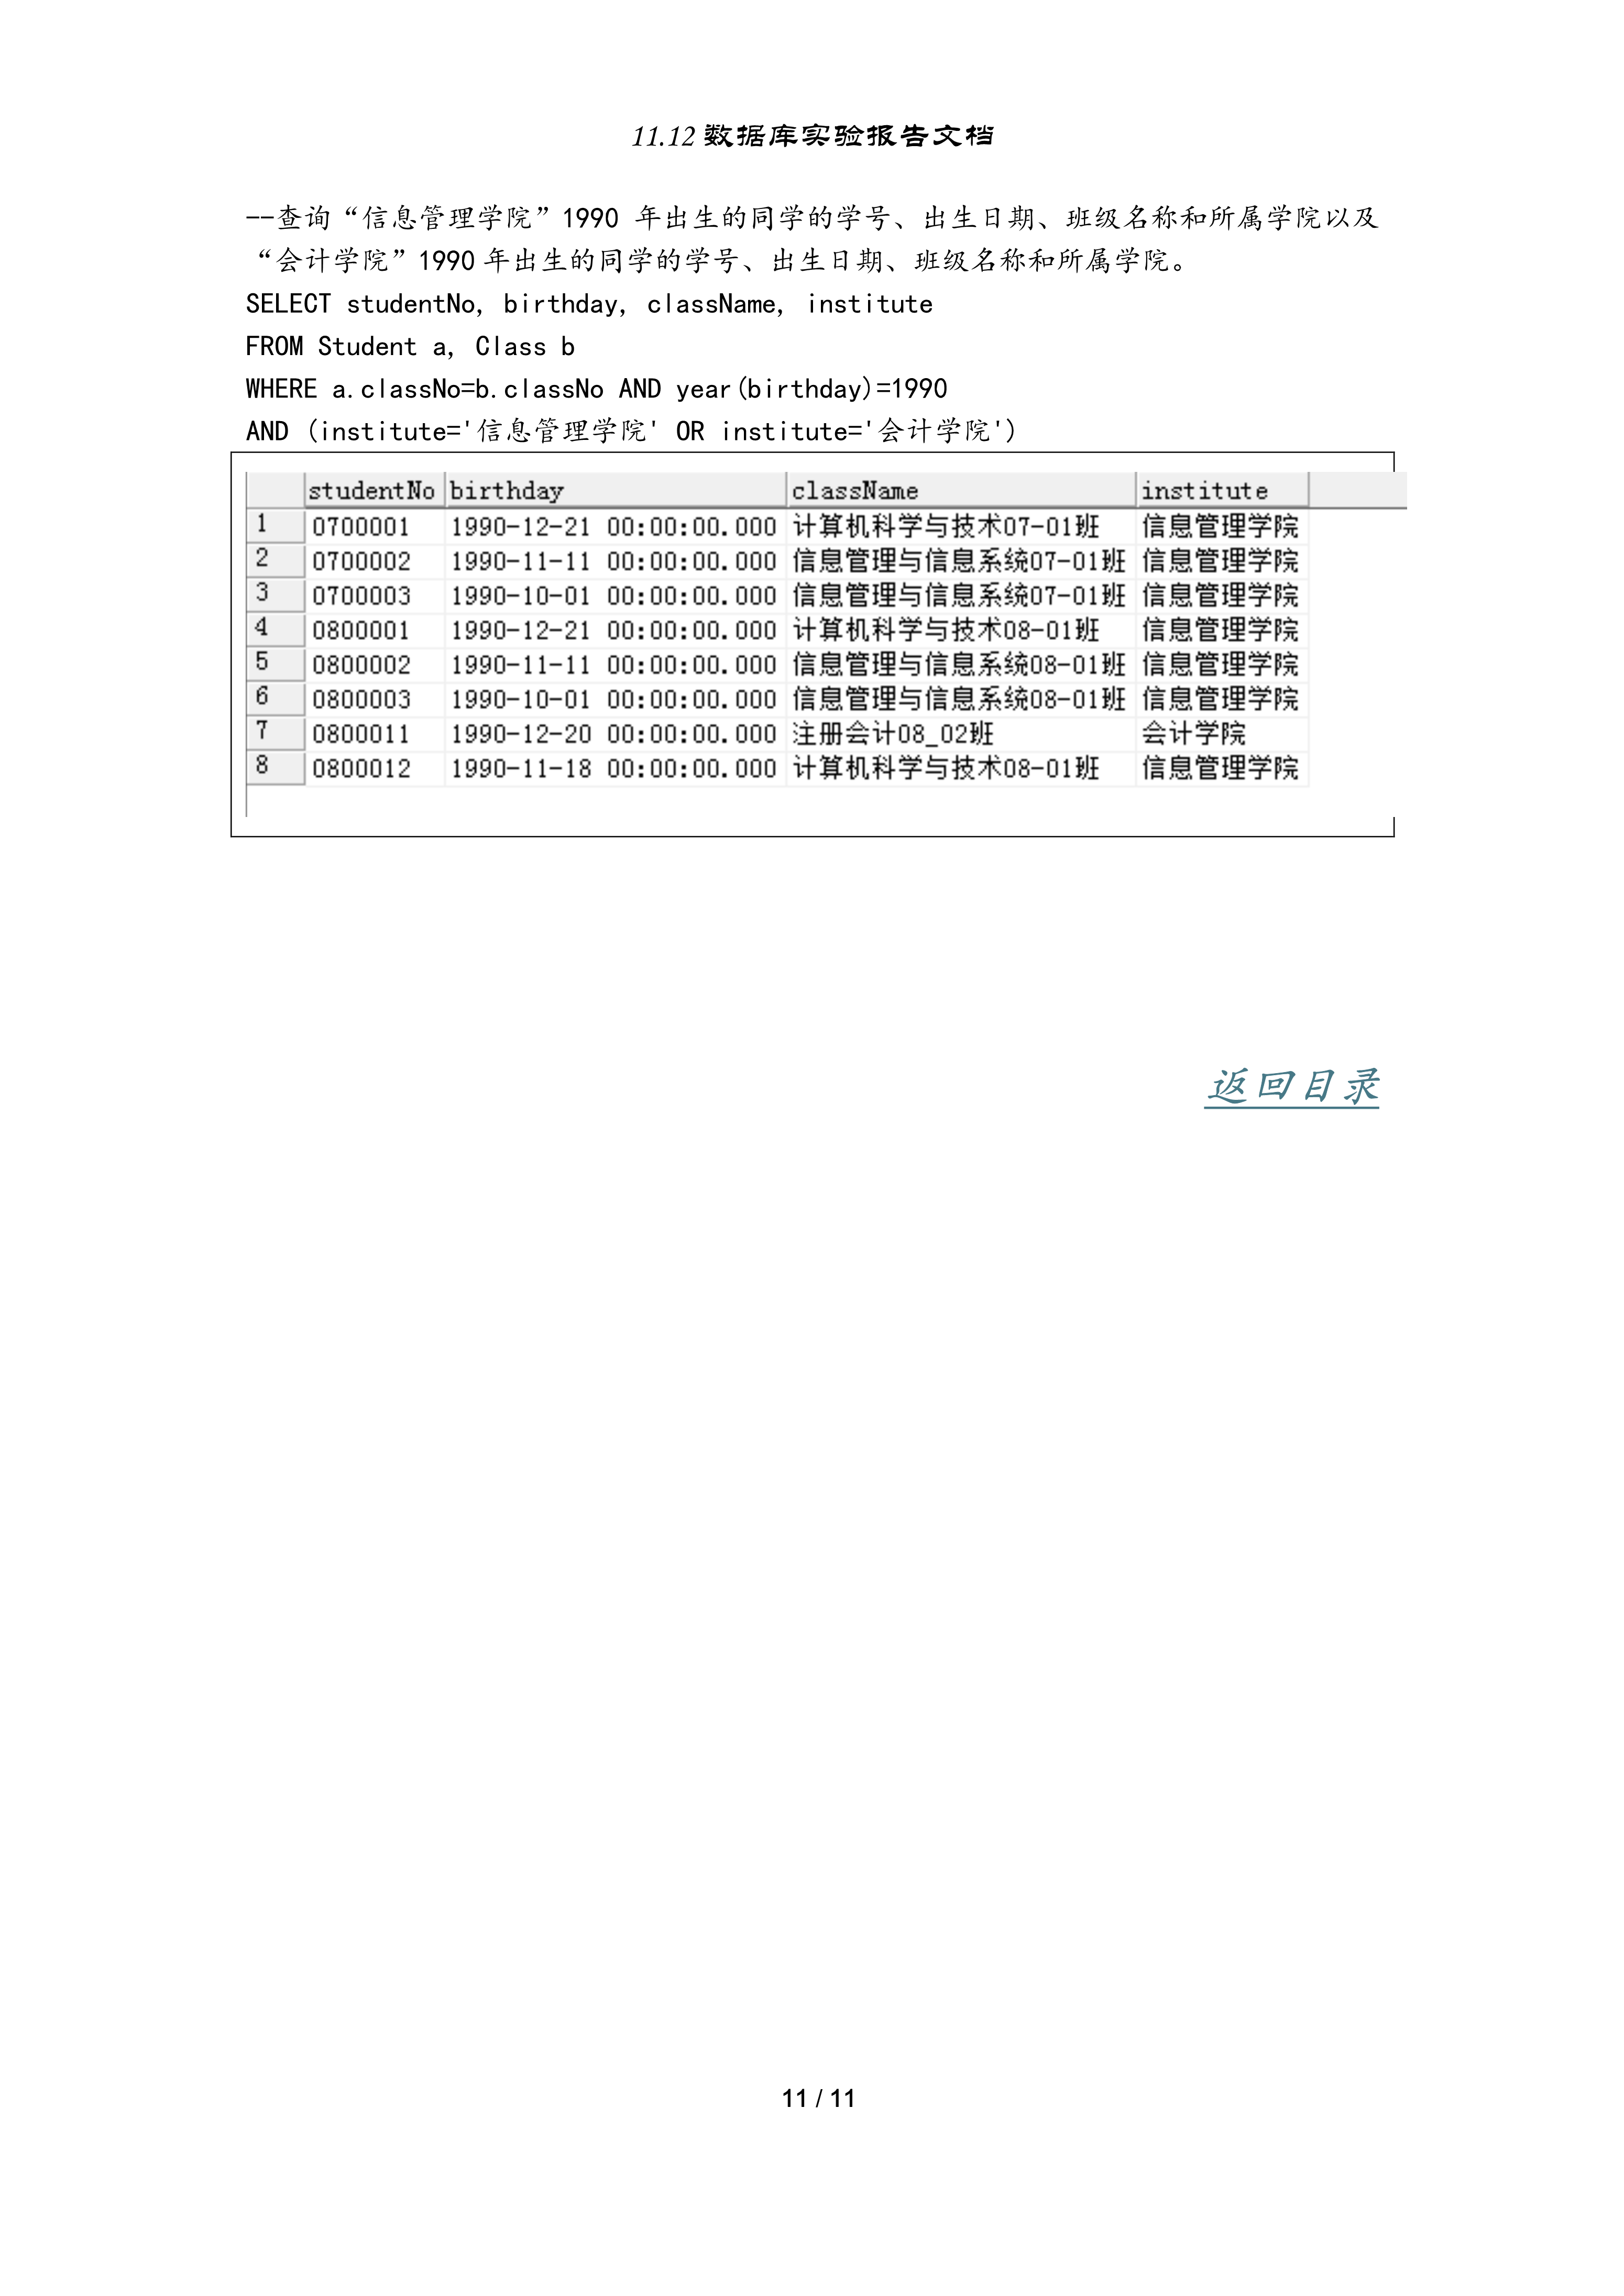 11.12数据库实验报告文档
--查询“信息管理学院”1990 年出生的同学的学号、出生日期、班级名称和所属学院以及
“会计学院”1990年出生的同学的学号、出生日期、班级名称和所属学院。
SELECT studentNo, birthday, className, institute
FROM Student a, Class b
WHERE a.classNo=b.classNo AND year(birthday)=1990
AND (institute='信息管理学院' OR institute='会计学院')
studentNo birthday className institute
1 0700001 1990-12-21 00:00:00.000 计算机科学与技术07-01班 信息管理学院
2 0700002 1990-11-11 00:00:00.000 信息管理与信息系统07-01班 信息管理学院
3 0700003 1990-10-01 00:00:00.000 信息管理与信息系统07-01班 信息管理学院
4 0800001 1990-12-21 00:00:00.000 计算机科学与技术08-01班 信息管理学院
5 0800002 1990-11-11 00:00:00.000 信息管理与信息系统08-01班 信息管理学院
6 0800003 1990-10-01 00:00:00.000 信息管理与信息系统08-01班 信息管理学院
7 0800011 1990-12-20 00:00:00.000 注册会计08_02班 会计学院
8 0800012 1990-11-18 00:00:00.000 计算机科学与技术08-01班 信息管理学院
返回目录
11 / 11